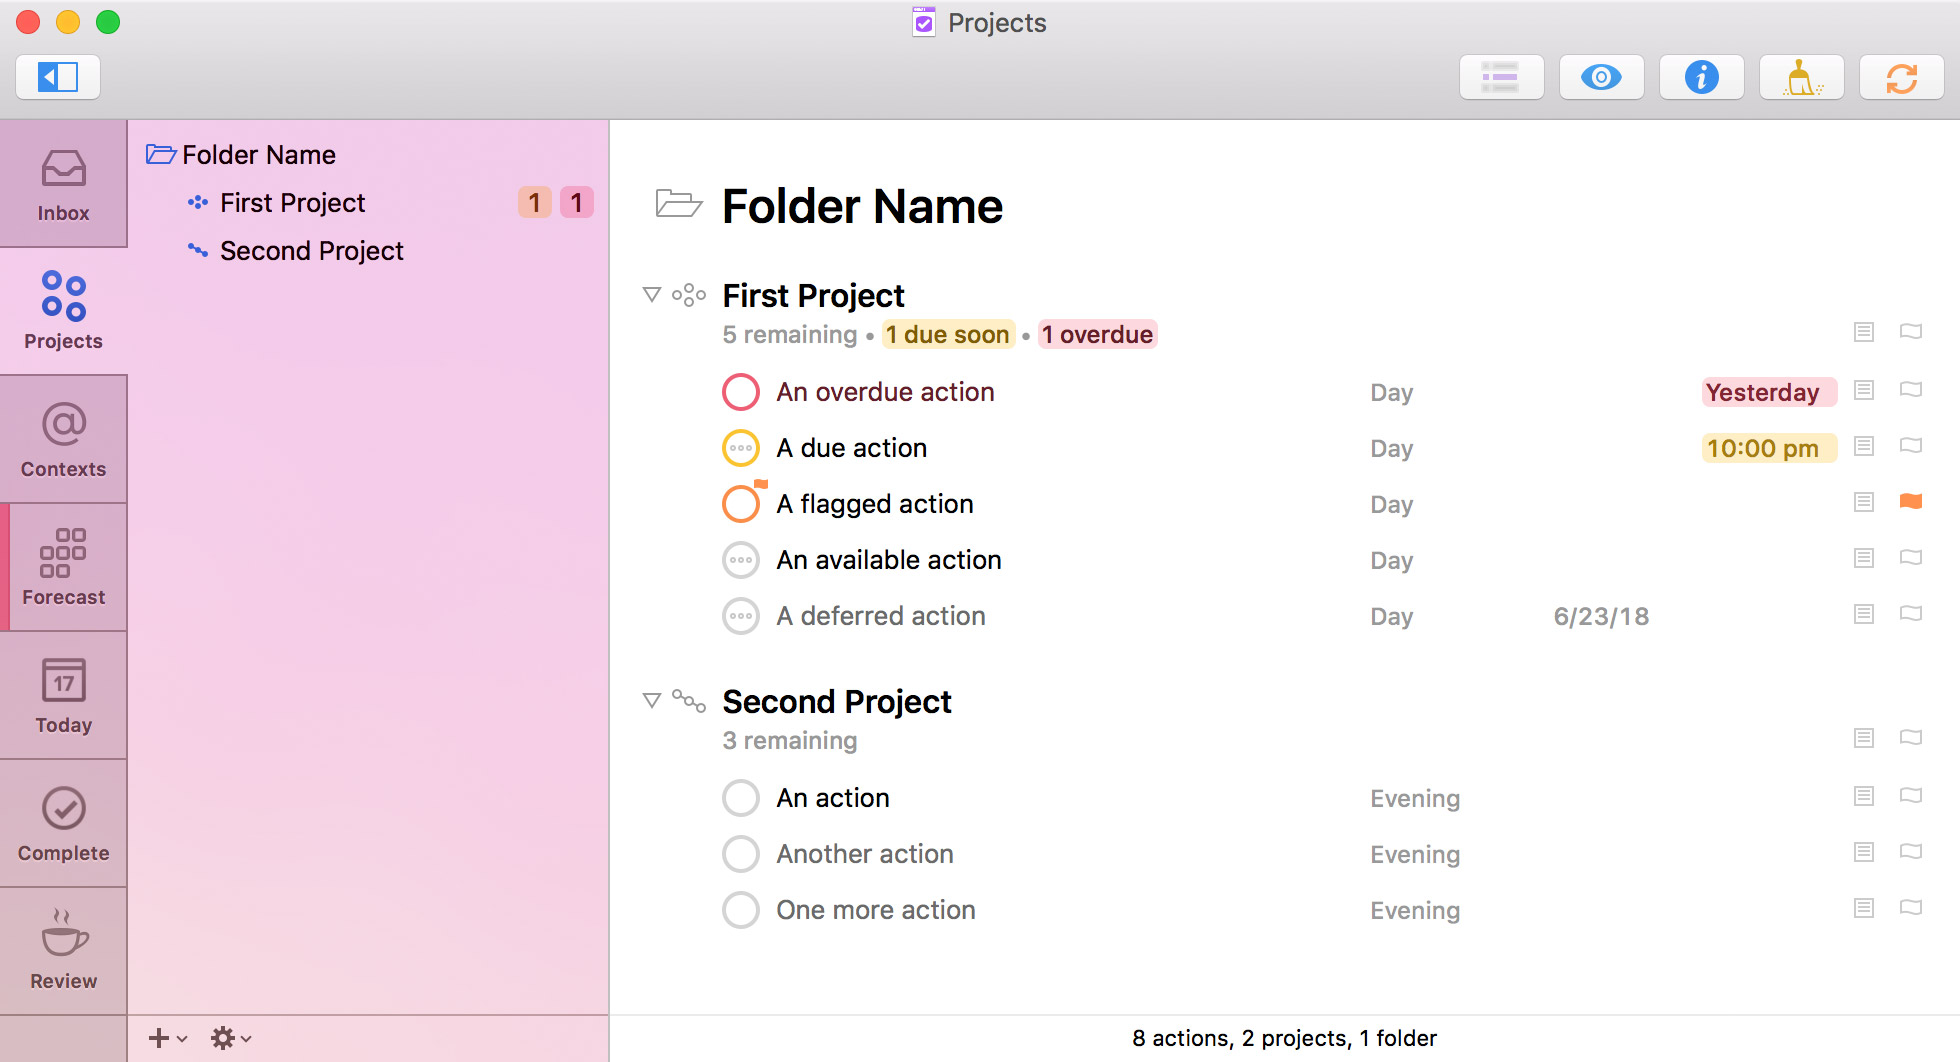 Projects
Inbox
Projects
Contexts
Forecast
17
Today
Complete
Review
Folder Name
First Project 1 1
Second Project
Folder Name
First Project
5 remaining • 1 due soon • 1 overdue
An overdue action Day Yesterday
A due action Day 10:00 pm
A flagged action Day
An available action Day
A deferred action Day 6/23/18
Second Project
3 remaining
An action Evening
Another action Evening
One more action Evening
8 actions, 2 projects, 1 folder